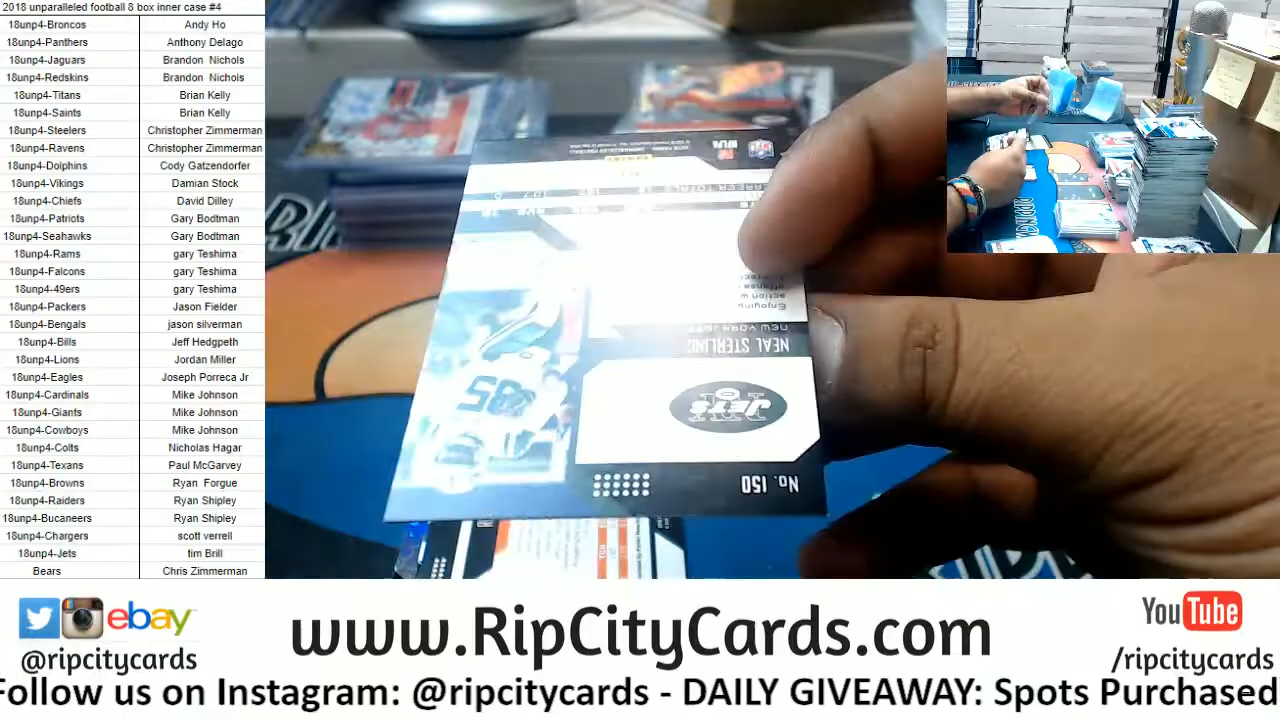 2018 unparalleled football 8 box inner case #4
18unp4-Broncos Andy Ho
18unp4-Panthers Anthony Delago
18unp4-Jaguars Brandon Nichols
18unp4-Redskins Brandon Nichols
18unp4-Titans Brian Kelly
18unp4-Saints Brian Kelly
18unp4-Steelers Christopher Zimmerman
18unp4-Ravens Christopher Zimmerman
18unp4-Dolphins Cody Gatzendorfer
18unp4-Vikings Damian Stock
18unp4-Chiefs David Dilley
18unp4-Patriots Gary Bodtman
18unp4-Seahawks Gary Bodtman
18unp4-Rams gary Teshima
18unp4-Falcons gary Teshima
18unp4-49ers gary Teshima
18unp4-Packers Jason Fielder
18unp4-Bengals jason silverman
18unp4-Bills Jeff Hedgpeth
18unp4-Lions Jordan Miller
18unp4-Eagles Joseph Porreca Jr
18unp4-Cardinals Mike Johnson
18unp4-Giants Mike Johnson
18unp4-Cowboys Mike Johnson
18unp4-Colts Nicholas Hagar
18unp4-Texans Paul McGarvey
18unp4-Browns Ryan Forgue
18unp4-Raiders Ryan Shipley
18unp4-Bucaneers Ryan Shipley
18unp4-Chargers scott verrell
18unp4-Jets tim Brill
Bears Chris Zimmerman
No. 150
JETS
NEAL STERLING
NEW YORK JETS
Enjoying
CAREER TOTALS
ebay
@ripcitycards
www.RipCityCards.com
YouTube
/ripcitycards
Follow us on Instagram: @ripcitycards - DAILY GIVEAWAY: Spots Purchased